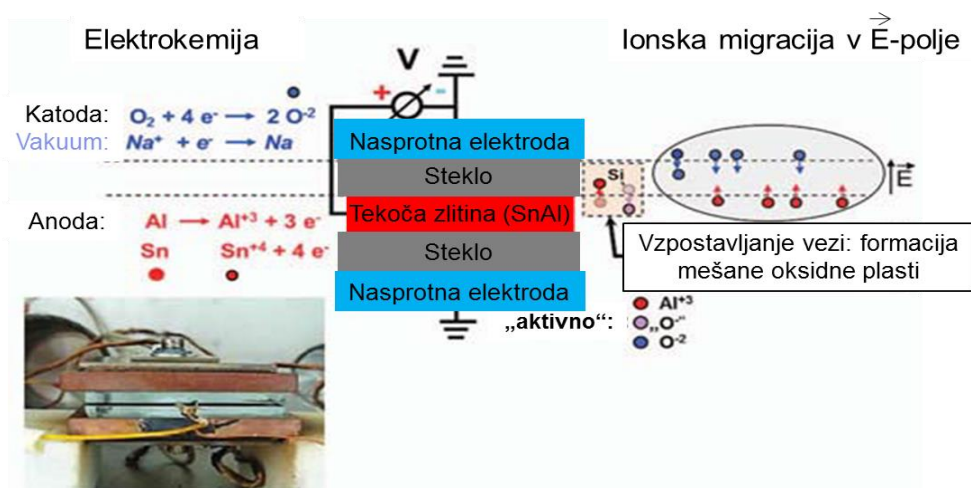 Elektrokemija
Ionska migracija v E-polje
V
+ -
Katoda: O₂ + 4 e⁻ → 2 O⁻²
Vakuum: Na⁺ + e⁻ → Na
Anoda: Al → Al⁺³ + 3 e⁻
Sn Sn⁺⁴ + 4 e⁻
Nasprotna elektroda
Steklo
Tekoča zlitina (SnAl)
Steklo
Nasprotna elektroda
Si
E
Vzpostavljanje vezi: formacija
mešane oksidne plasti
„aktivno“:
Al⁺³
„O⁻“
O⁻²